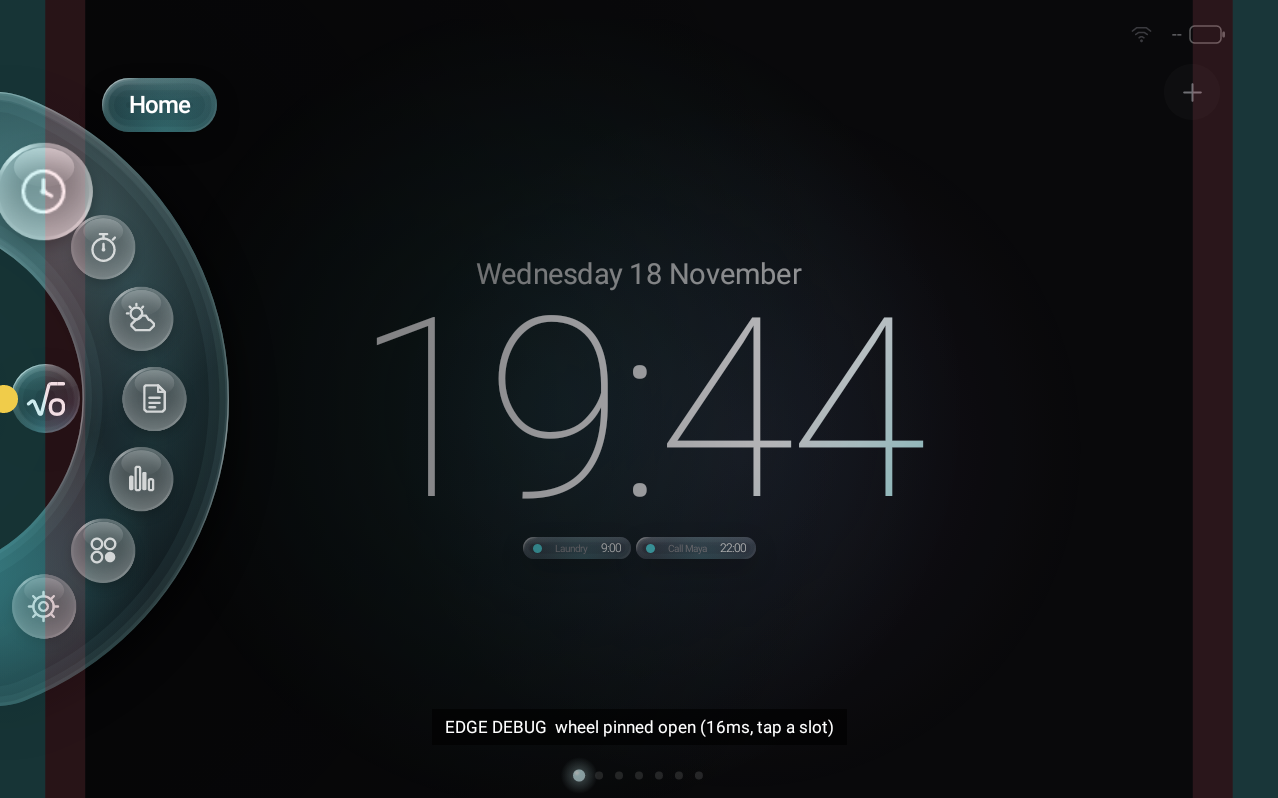 --
Home
Wednesday 18 November
19:44
Laundry 9:00 Call Maya 22:00
EDGE DEBUG wheel pinned open (16ms, tap a slot)